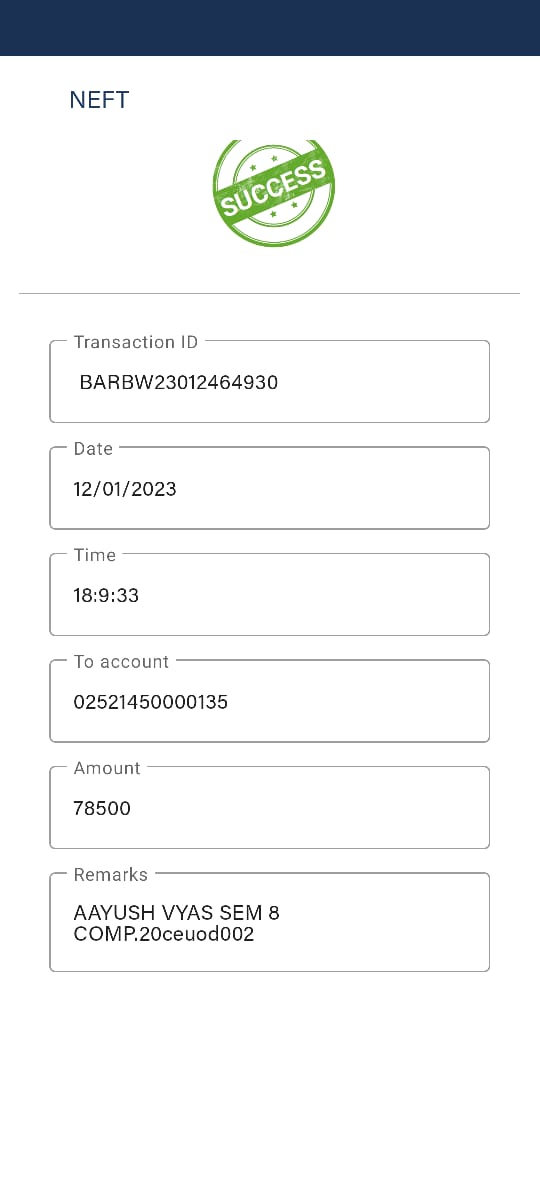 NEFT
SUCCESS
Transaction ID
BARBW23012464930
Date
12/01/2023
Time
18:9:33
To account
02521450000135
Amount
78500
Remarks
AAYUSH VYAS SEM 8
COMP.20ceuod002